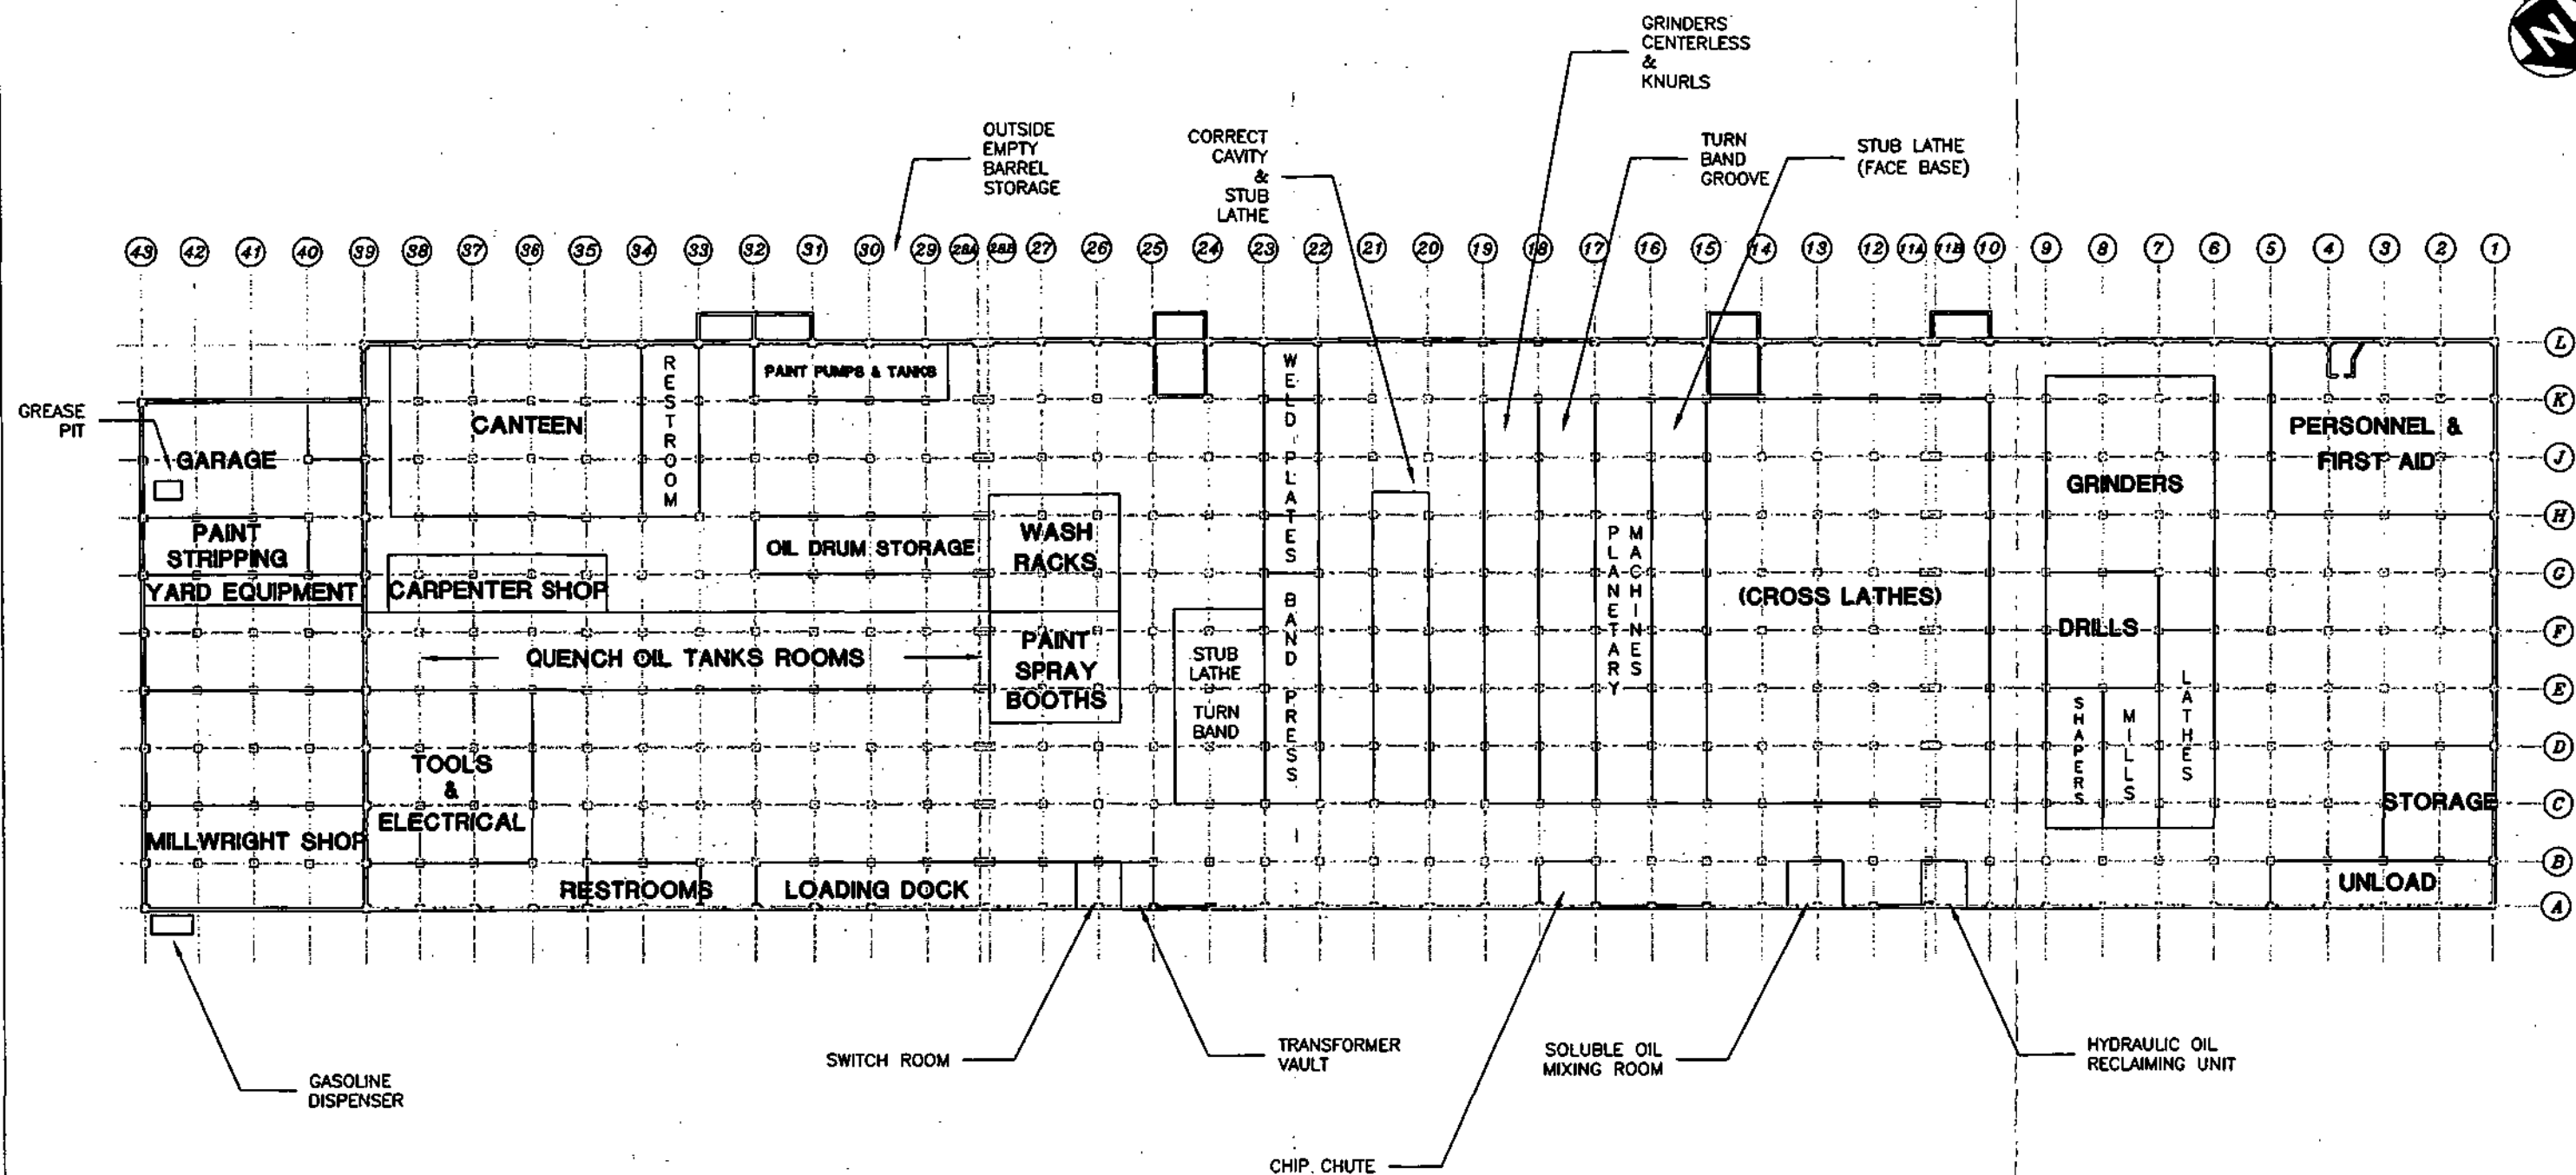 N
GRINDERS
CENTERLESS
&
KNURLS
OUTSIDE
EMPTY
BARREL
STORAGE
CORRECT
CAVITY
&
STUB
LATHE
TURN
BAND
GROOVE
STUB LATHE
(FACE BASE)
43 42 41 40 39 38 37 36 35 34 33 32 31 30 29 28A 28B 27 26 25 24 23 22 21 20 19 18 17 16 15 14 13 12 11A 11B 10 9 8 7 6 5 4 3 2 1
L
K
J
H
G
F
E
D
C
B
A
GREASE
PIT
GARAGE
PAINT
STRIPPING
YARD EQUIPMENT
MILLWRIGHT SHOP
CANTEEN
RESTROOM
PAINT PUMPS & TANKS
OIL DRUM STORAGE
CARPENTER SHOP
QUENCH OIL TANKS ROOMS
TOOLS
&
ELECTRICAL
RESTROOMS
LOADING DOCK
WASH
RACKS
PAINT
SPRAY
BOOTHS
STUB
LATHE
TURN
BAND
WELD PLATES BAND PRESS
PLANETARY
MACHINES
(CROSS LATHES)
GRINDERS
DRILLS
SHAPERS
MILLS
LATHES
PERSONNEL &
FIRST AID
STORAGE
UNLOAD
GASOLINE
DISPENSER
SWITCH ROOM
TRANSFORMER
VAULT
CHIP CHUTE
SOLUBLE OIL
MIXING ROOM
HYDRAULIC OIL
RECLAIMING UNIT